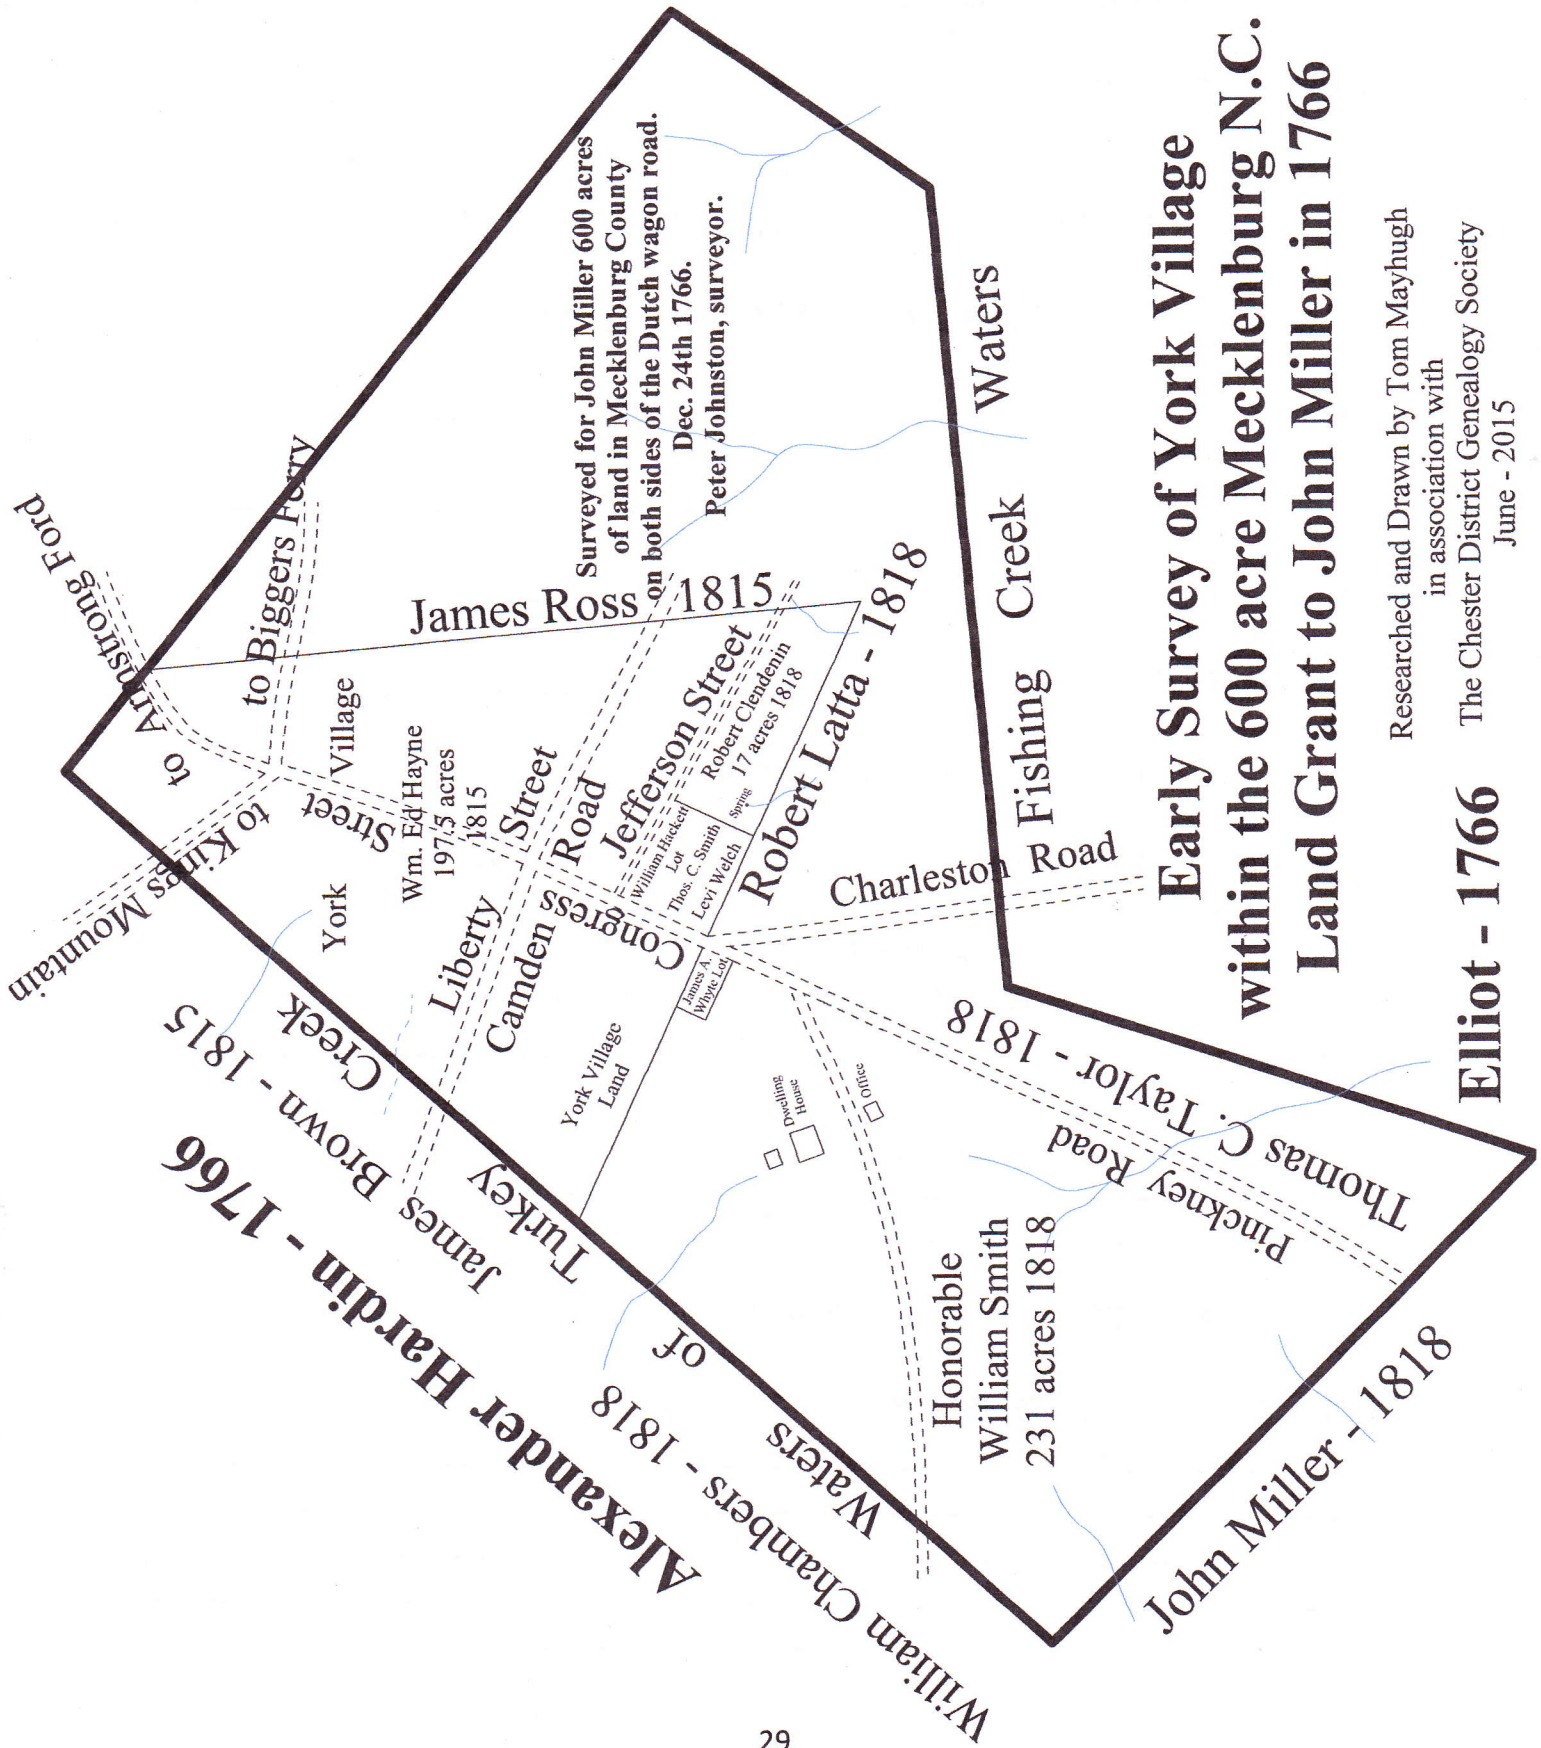 to Armstrong Ford
to Biggers Ferry
to Kings Mountain
Surveyed for John Miller 600 acres
of land in Mecklenburg County
on both sides of the Dutch wagon road.
Dec. 24th 1766.
Peter Johnston, surveyor.
James Ross 1815
York Village
Wm. Ed Hayne
197.5 acres
1815
Liberty Street
Camden Road
Congress Street
Jefferson Street
Robert Clendenin
17 acres 1818
Spring
William Hackett
Lot
Thos. C. Smith
Levi Welch
Robert Latta - 1818
James A.
Whyte Lot
York Village
Land
Charleston Road
Fishing Creek Waters
Dwelling
House
Office
Honorable
William Smith
231 acres 1818
Pinckney Road
Thomas C. Taylor - 1818
John Miller - 1818
Waters of Turkey Creek
James Brown - 1815
William Chambers - 1818
Alexander Hardin - 1766
Elliot - 1766
Early Survey of York Village
within the 600 acre Mecklenburg N.C.
Land Grant to John Miller in 1766
Researched and Drawn by Tom Mayhugh
in association with
The Chester District Genealogy Society
June - 2015
29